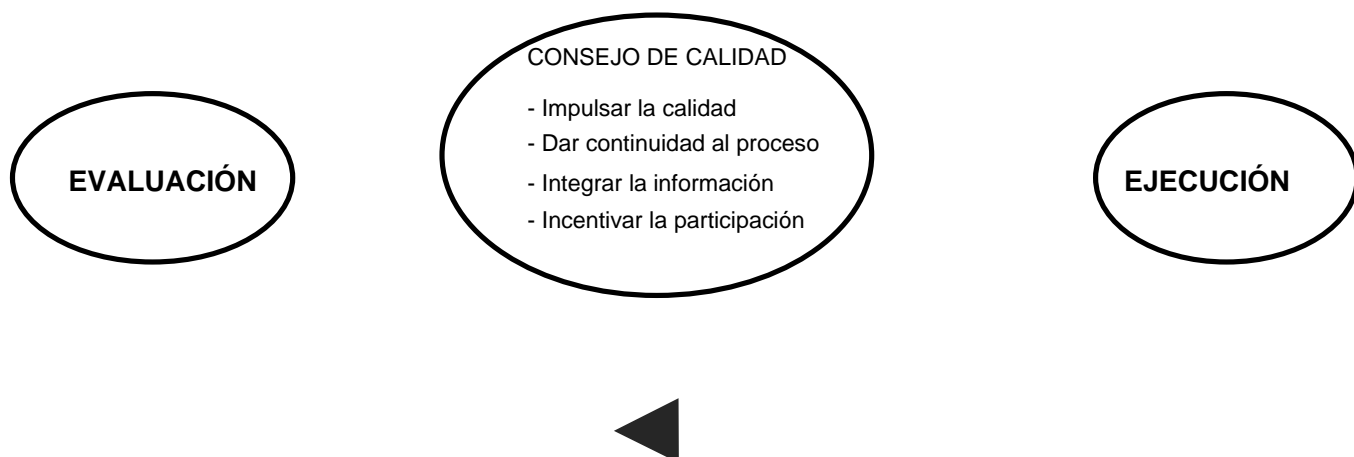 CONSEJO DE CALIDAD
- Impulsar la calidad
- Dar continuidad al proceso
- Integrar la información
- Incentivar la participación
EVALUACIÓN
EJECUCIÓN